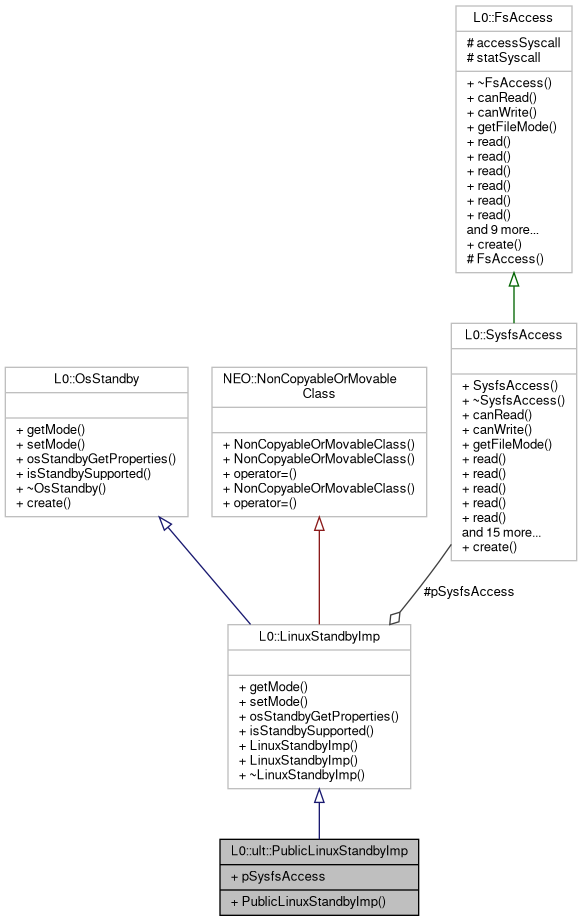 L0::FsAccess
# accessSyscall
# statSyscall
+ ~FsAccess()
+ canRead()
+ canWrite()
+ getFileMode()
+ read()
+ read()
+ read()
+ read()
+ read()
+ read()
and 9 more...
+ create()
# FsAccess()
L0::SysfsAccess
+ SysfsAccess()
+ ~SysfsAccess()
+ canRead()
+ canWrite()
+ getFileMode()
+ read()
+ read()
+ read()
+ read()
+ read()
and 15 more...
+ create()
L0::OsStandby
+ getMode()
+ setMode()
+ osStandbyGetProperties()
+ isStandbySupported()
+ ~OsStandby()
+ create()
NEO::NonCopyableOrMovable
Class
+ NonCopyableOrMovableClass()
+ NonCopyableOrMovableClass()
+ operator=()
+ NonCopyableOrMovableClass()
+ operator=()
#pSysfsAccess
L0::LinuxStandbyImp
+ getMode()
+ setMode()
+ osStandbyGetProperties()
+ isStandbySupported()
+ LinuxStandbyImp()
+ LinuxStandbyImp()
+ ~LinuxStandbyImp()
L0::ult::PublicLinuxStandbyImp
+ pSysfsAccess
+ PublicLinuxStandbyImp()